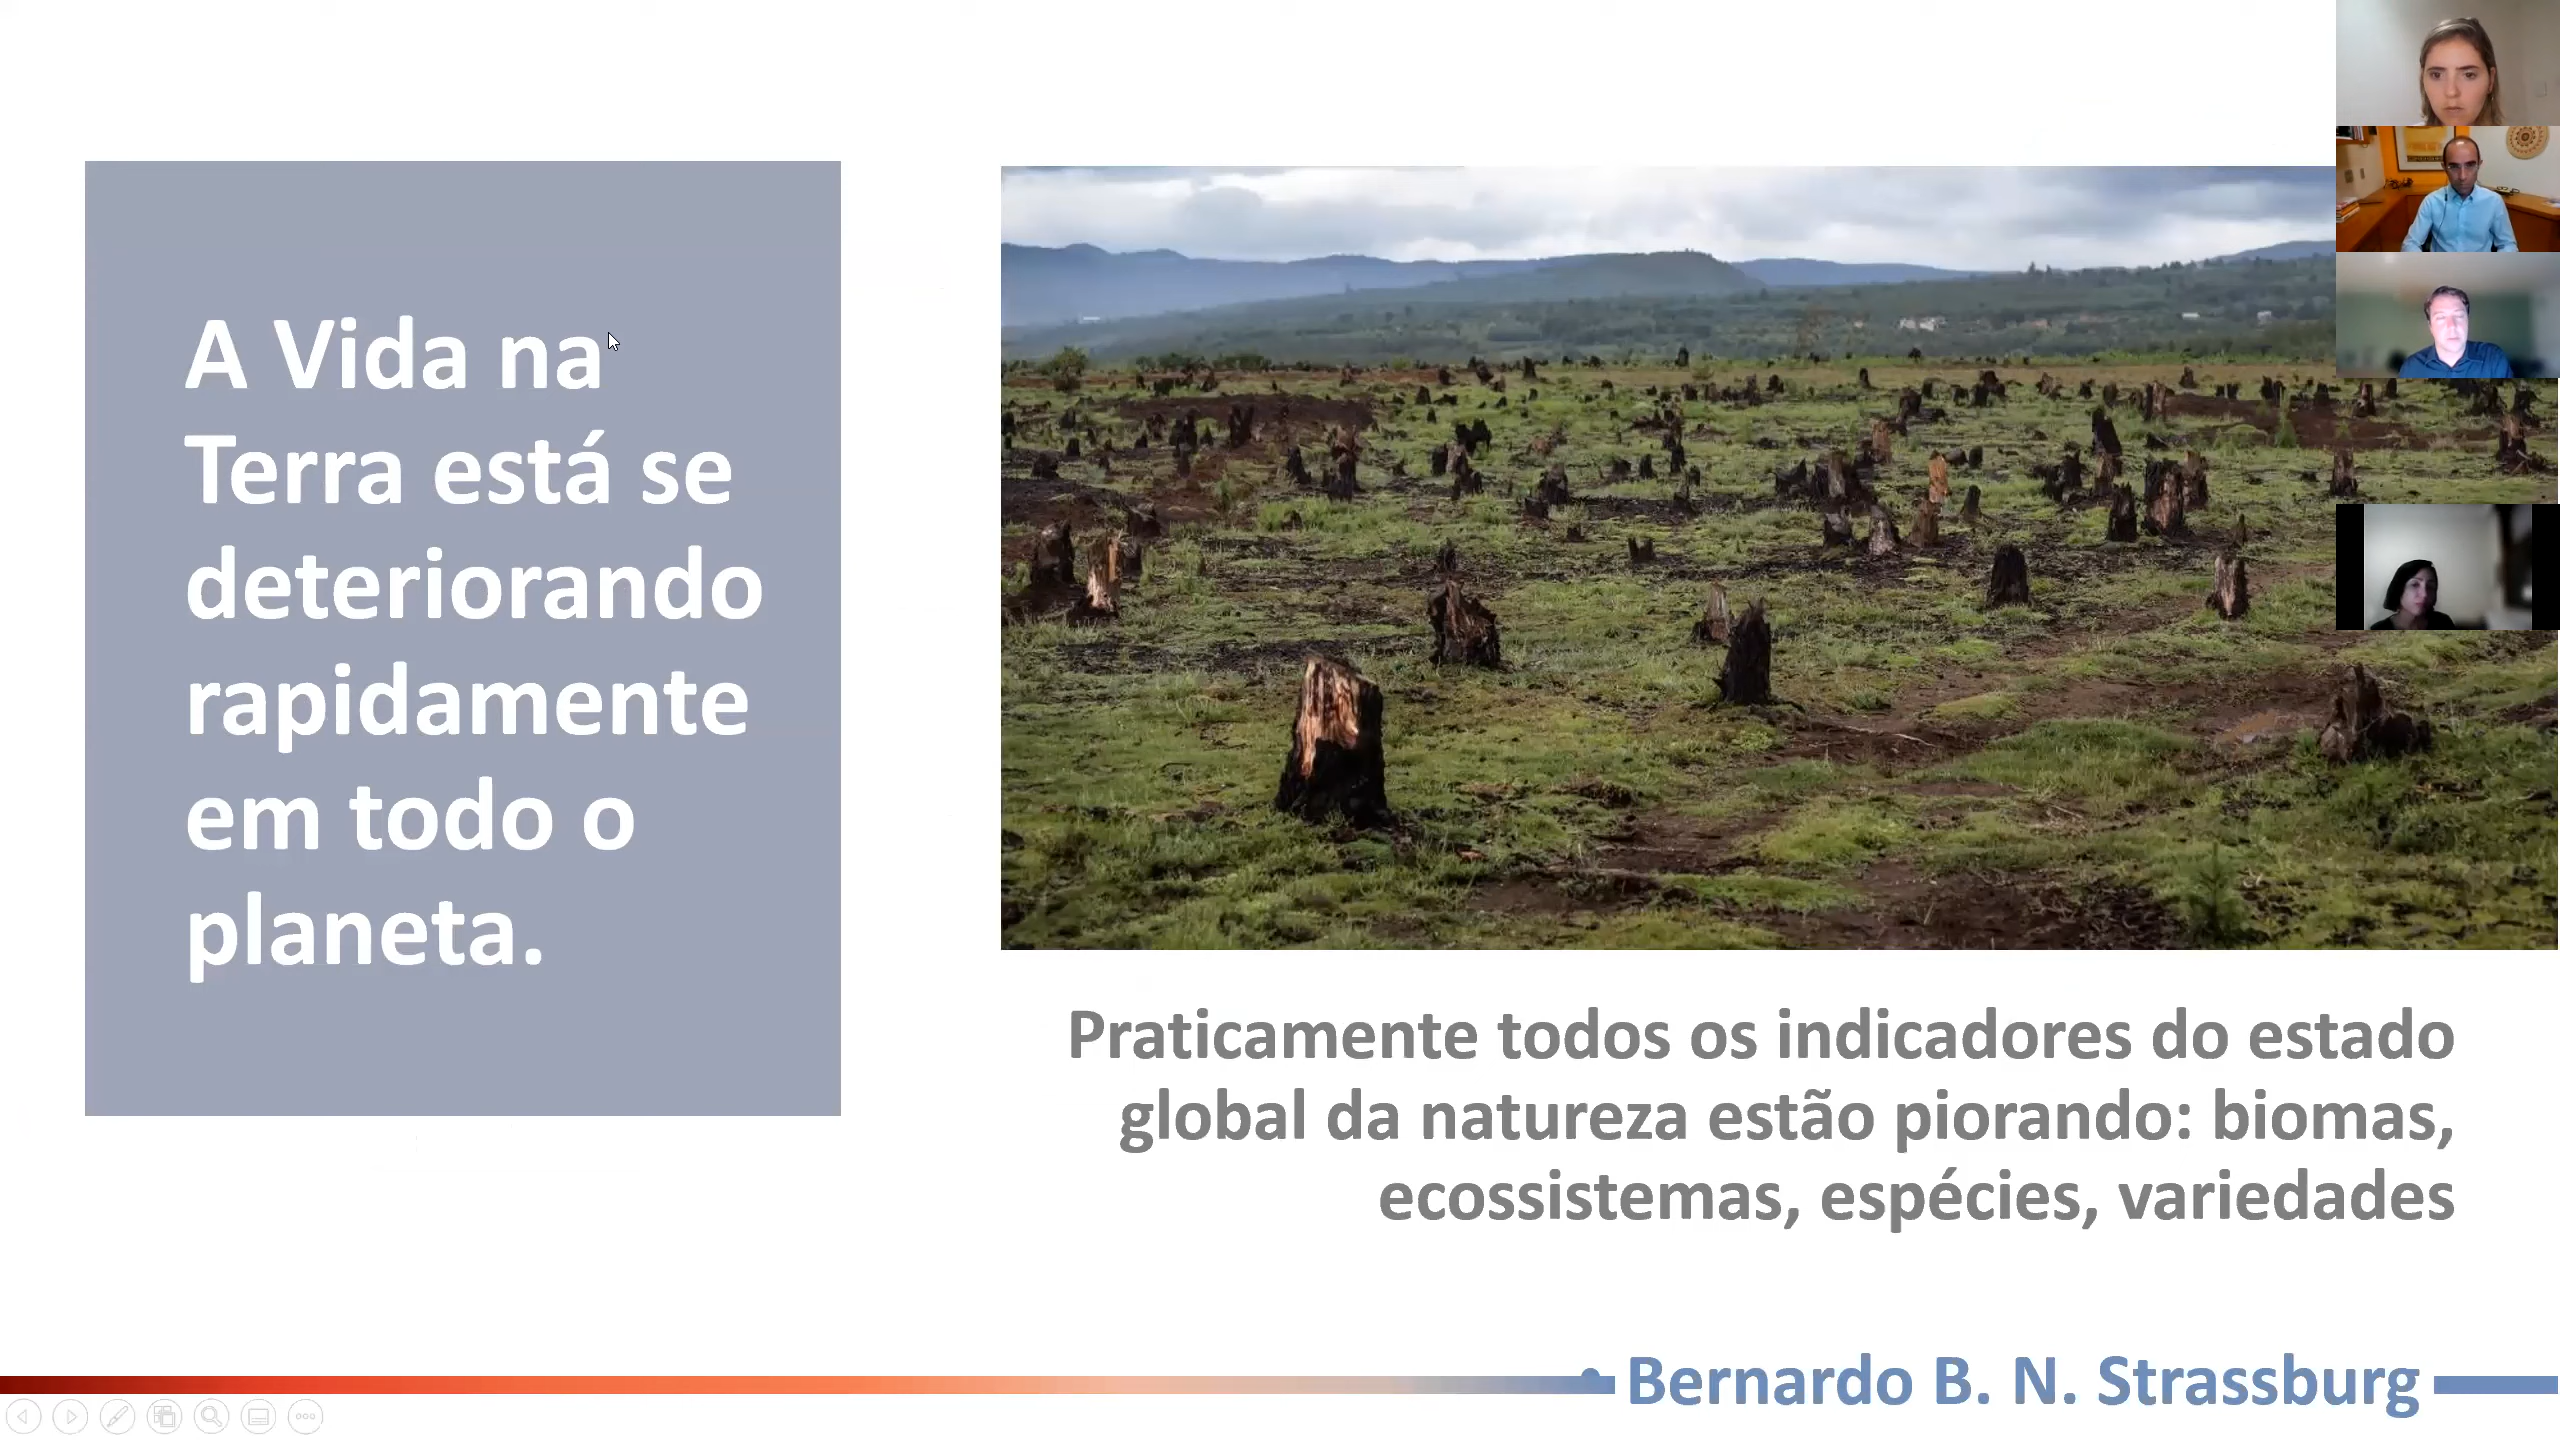 A Vida na
Terra está se
deteriorando
rapidamente
em todo o
planeta.
Praticamente todos os indicadores do estado
global da natureza estão piorando: biomas,
ecossistemas, espécies, variedades
• Bernardo B. N. Strassburg